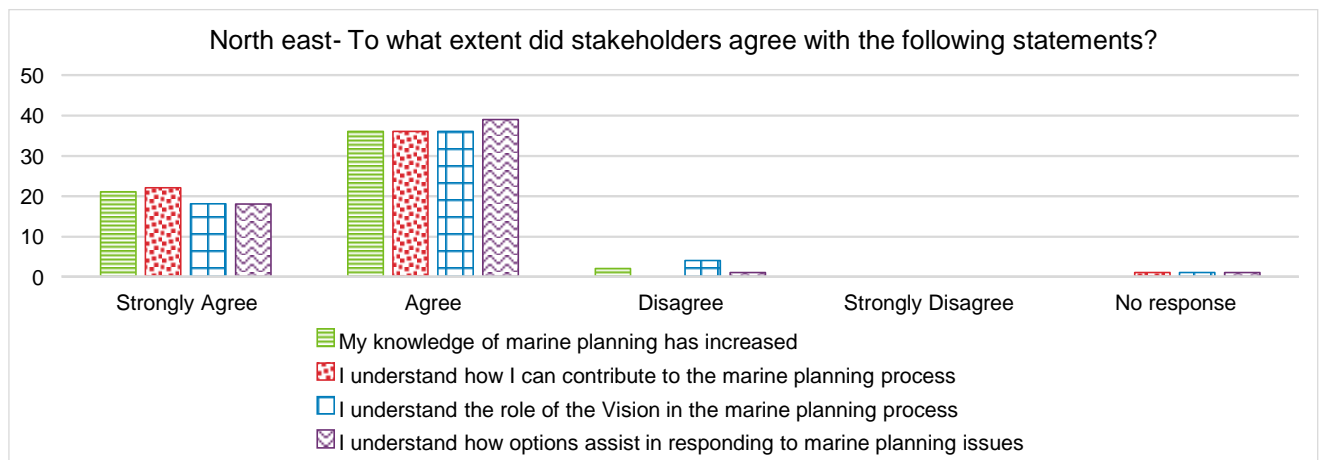 North east- To what extent did stakeholders agree with the following statements?
50
40
30
20
10
0
Strongly Agree Agree Disagree Strongly Disagree No response
My knowledge of marine planning has increased
I understand how I can contribute to the marine planning process
I understand the role of the Vision in the marine planning process
I understand how options assist in responding to marine planning issues